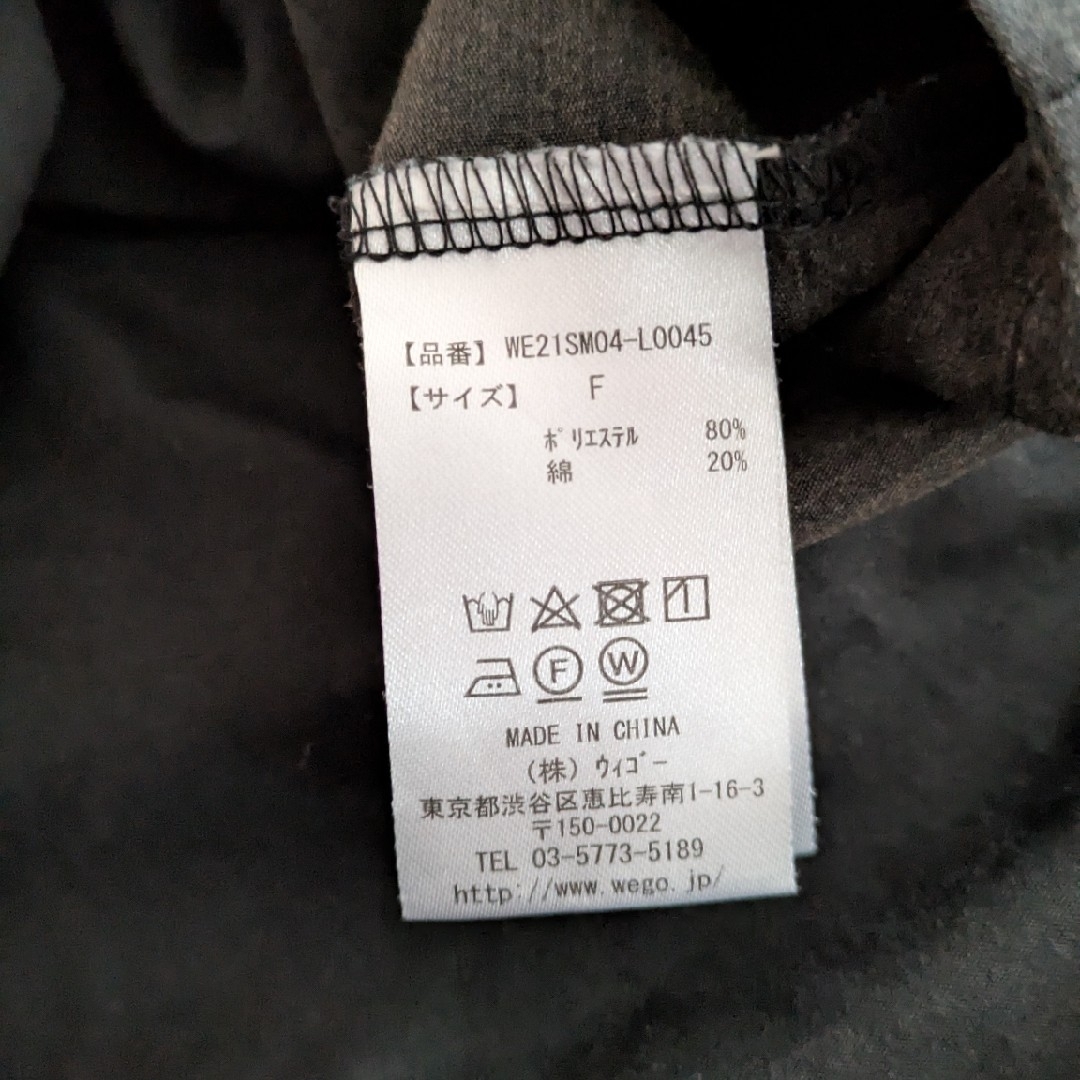 【品番】 WE21SM04-L0045
【サイズ】 F
ﾎﾟﾘｴｽﾃﾙ 80%
綿 20%
F W
MADE IN CHINA
(株) ｳｨｺﾞｰ
東京都渋谷区恵比寿南1-16-3
〒150-0022
TEL 03-5773-5189
http://www.wego.jp/